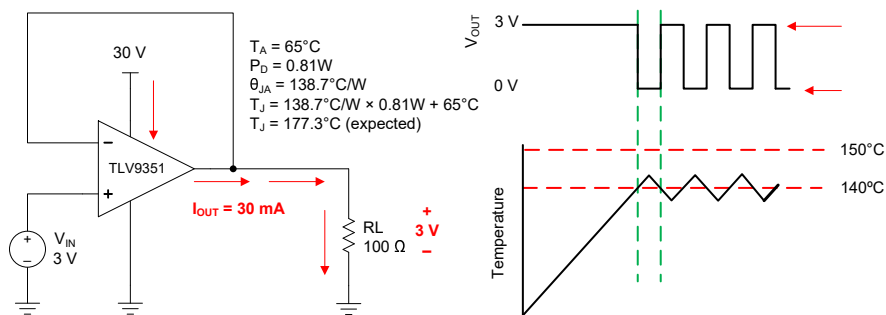 30 V
T_A = 65°C
P_D = 0.81W
θ_JA = 138.7°C/W
T_J = 138.7°C/W × 0.81W + 65°C
T_J = 177.3°C (expected)
–
TLV9351
+
I_OUT = 30 mA
+
–
V_IN
3 V
RL
100 Ω
+
3 V
–
V_OUT
3 V
0 V
150°C
140ºC
Temperature